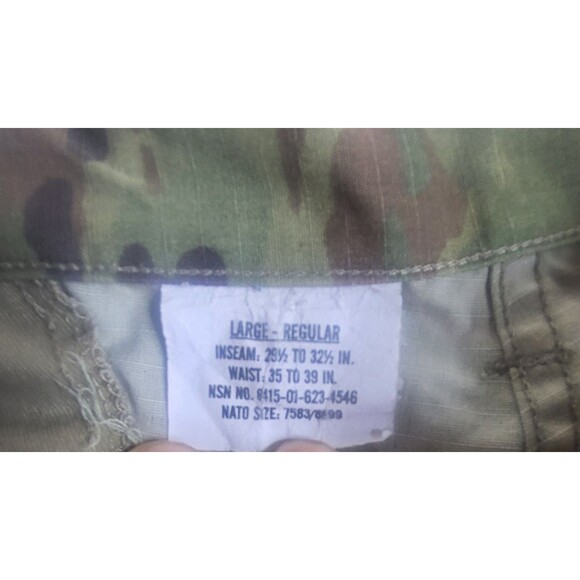 LARGE - REGULAR
INSEAM: 29½ TO 32½ IN.
WAIST: 35 TO 39 IN.
NSN NO. 8415-01-623-4546
NATO SIZE: